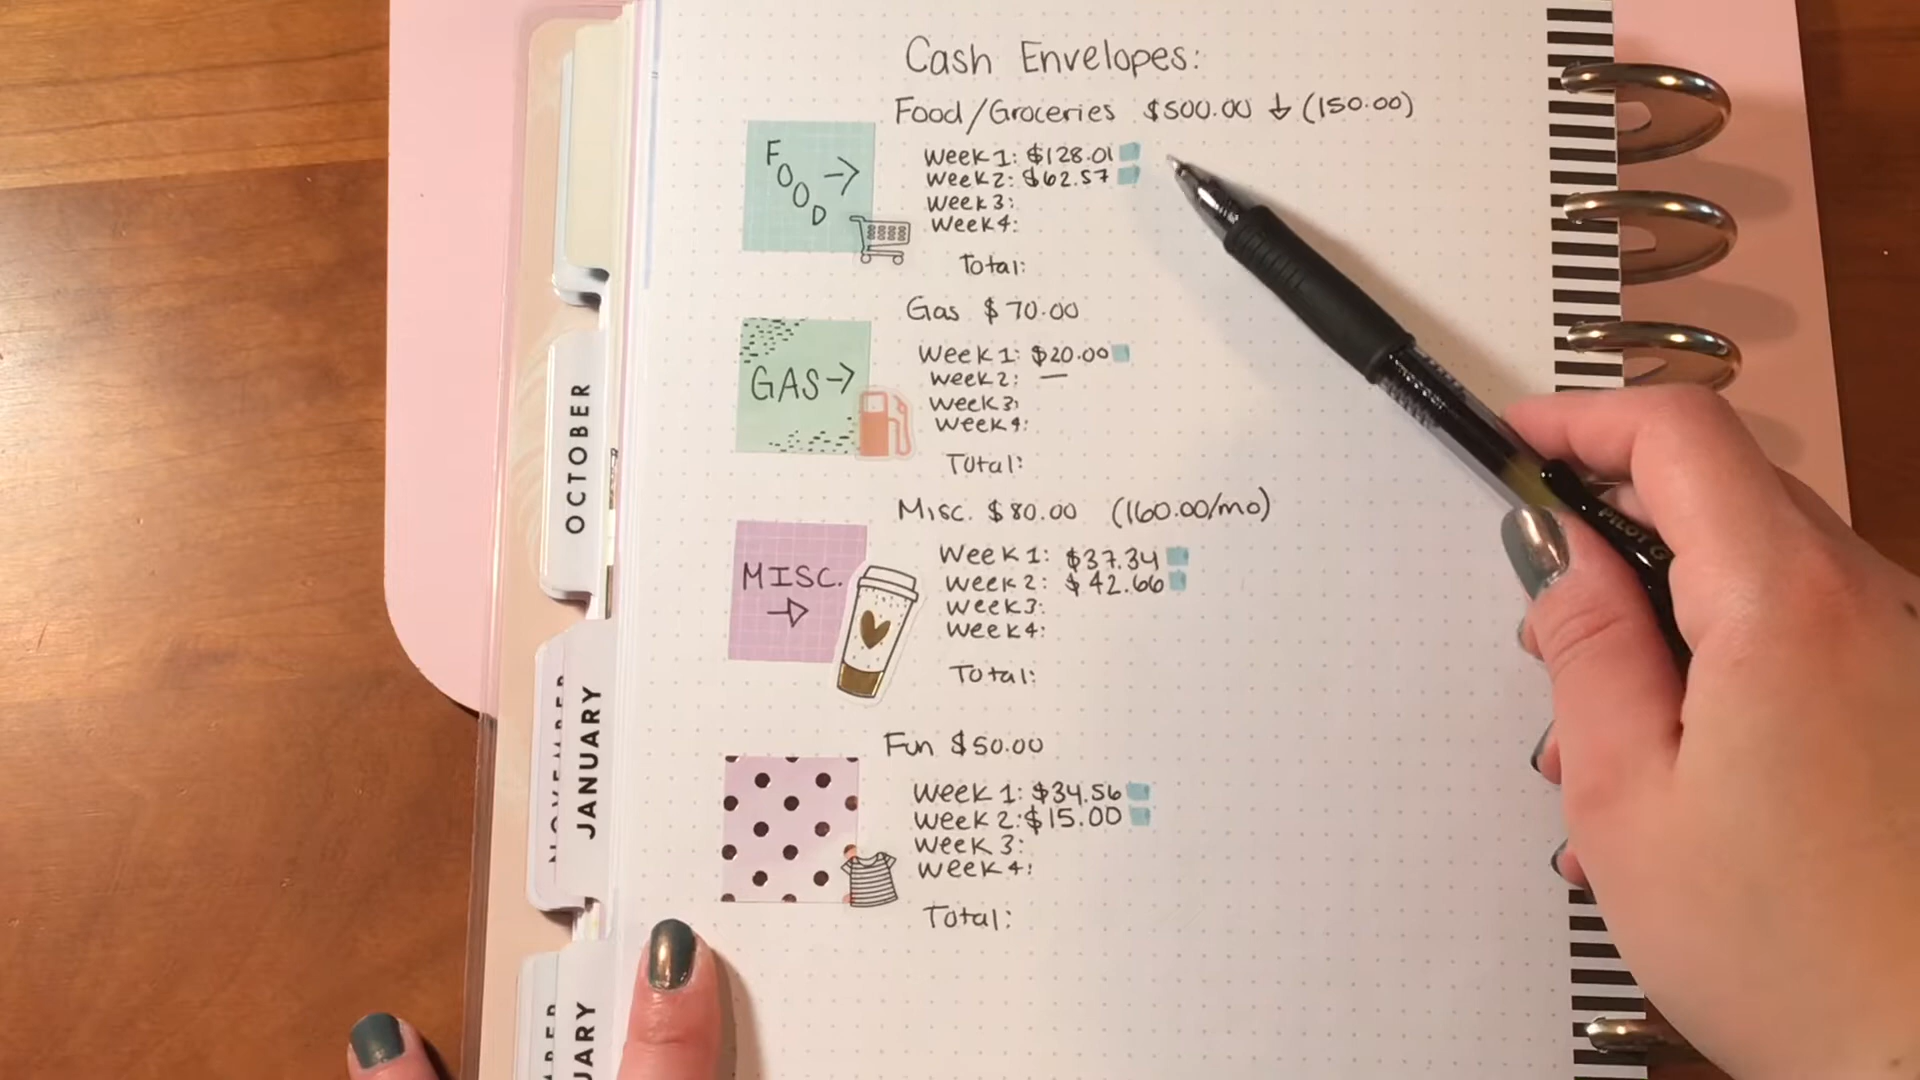 Cash Envelopes:
Food/Groceries $500.00 ↓ (150.00)
FOOD →
Week 1: $128.01
Week 2: $62.57
Week 3:
Week 4:
Total:
Gas $70.00
GAS →
Week 1: $20.00
Week 2: —
Week 3:
Week 4:
Total:
Misc. $80.00 (160.00/mo)
MISC. →
Week 1: $37.34
Week 2: $42.66
Week 3:
Week 4:
Total:
Fun $50.00
Week 1: $34.56
Week 2: $15.00
Week 3:
Week 4:
Total:
OCTOBER
NOVEMBER
JANUARY
UARY
PILOT G